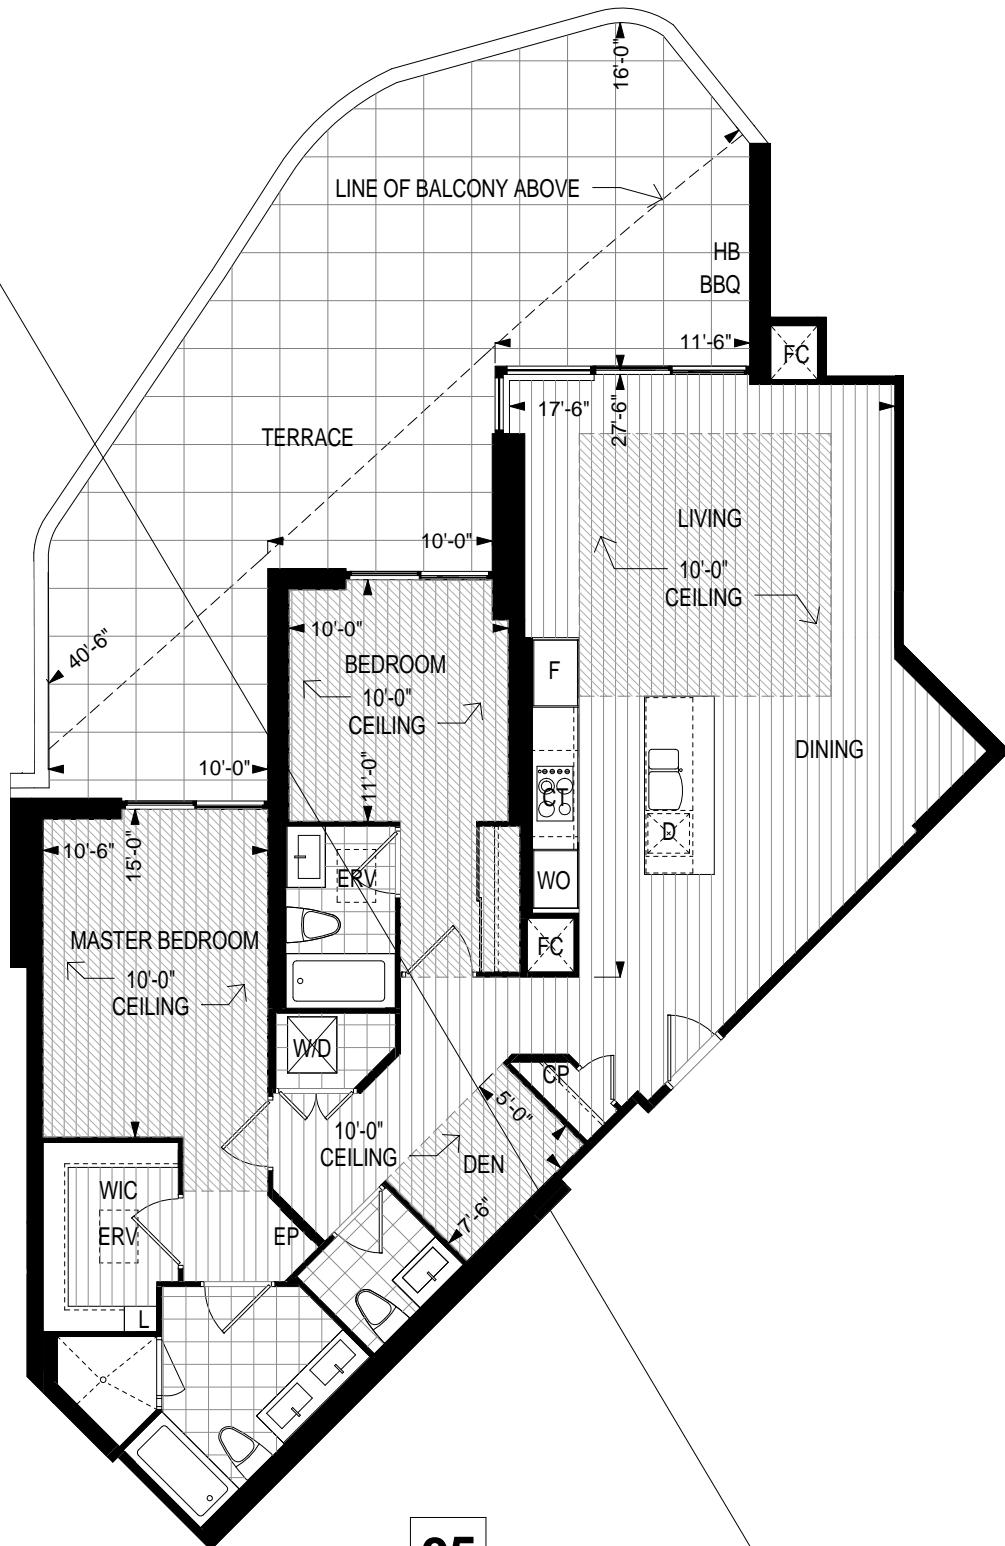 16'-0"
LINE OF BALCONY ABOVE
HB
BBQ
11'-6"
FC
17'-6"
27'-6"
TERRACE
LIVING
10'-0"
10'-0"
CEILING
10'-0"
40'-6"
BEDROOM
10'-0"
CEILING
F
DINING
10'-0"
11'-0"
CT
D
10'-6"
15'-0"
ERV
WO
MASTER BEDROOM
10'-0"
CEILING
FC
W/D
CP
5'-0"
10'-0"
CEILING
DEN
7'-6"
WIC
ERV
EP
L